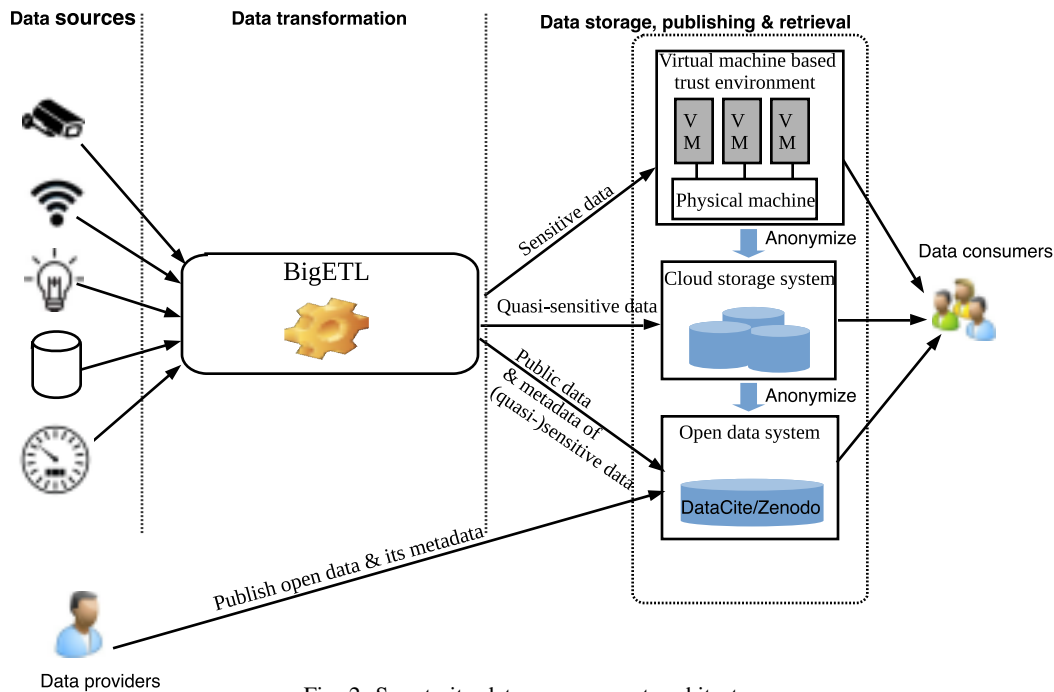 Data sources
Data transformation
Data storage, publishing & retrieval
Virtual machine based
trust environment
V
M
V
M
V
M
Physical machine
Anonymize
Sensitive data
BigETL
Quasi-sensitive data
Cloud storage system
Data consumers
Anonymize
Public data
& metadata of
(quasi-)sensitive data
Open data system
DataCite/Zenodo
Publish open data & its metadata
Data providers